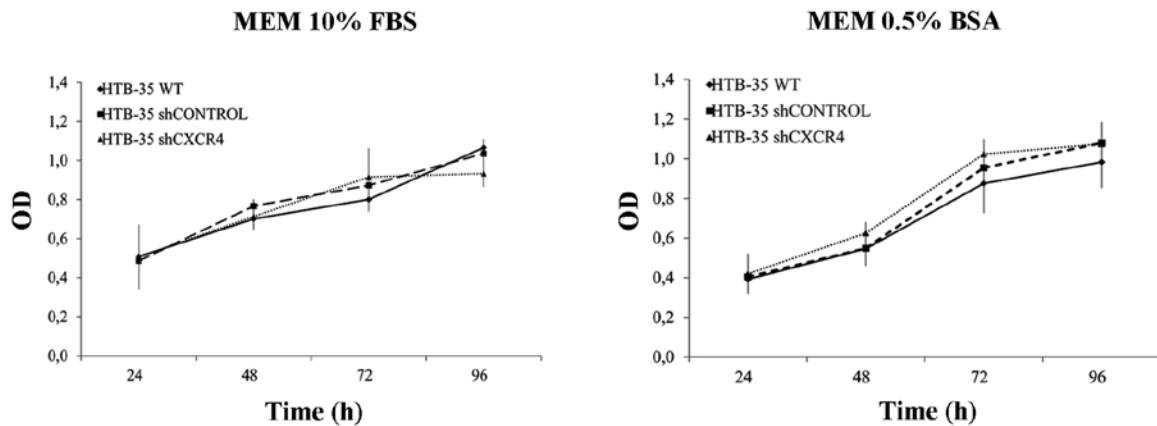 MEM 10% FBS
1,4
1,2
1,0
0,8
0,6
0,4
0,2
0,0
OD
HTB-35 WT
HTB-35 shCONTROL
HTB-35 shCXCR4
24 48 72 96
Time (h)
MEM 0.5% BSA
1,4
1,2
1,0
0,8
0,6
0,4
0,2
0,0
OD
HTB-35 WT
HTB-35 shCONTROL
HTB-35 shCXCR4
24 48 72 96
Time (h)